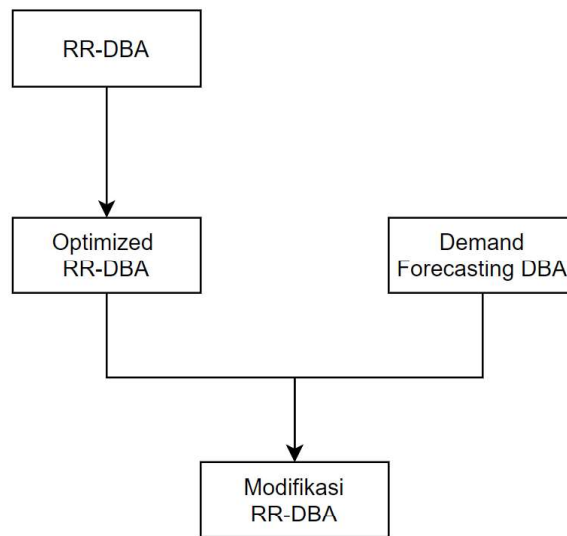 RR-DBA
Optimized
RR-DBA
Demand
Forecasting DBA
Modifikasi
RR-DBA